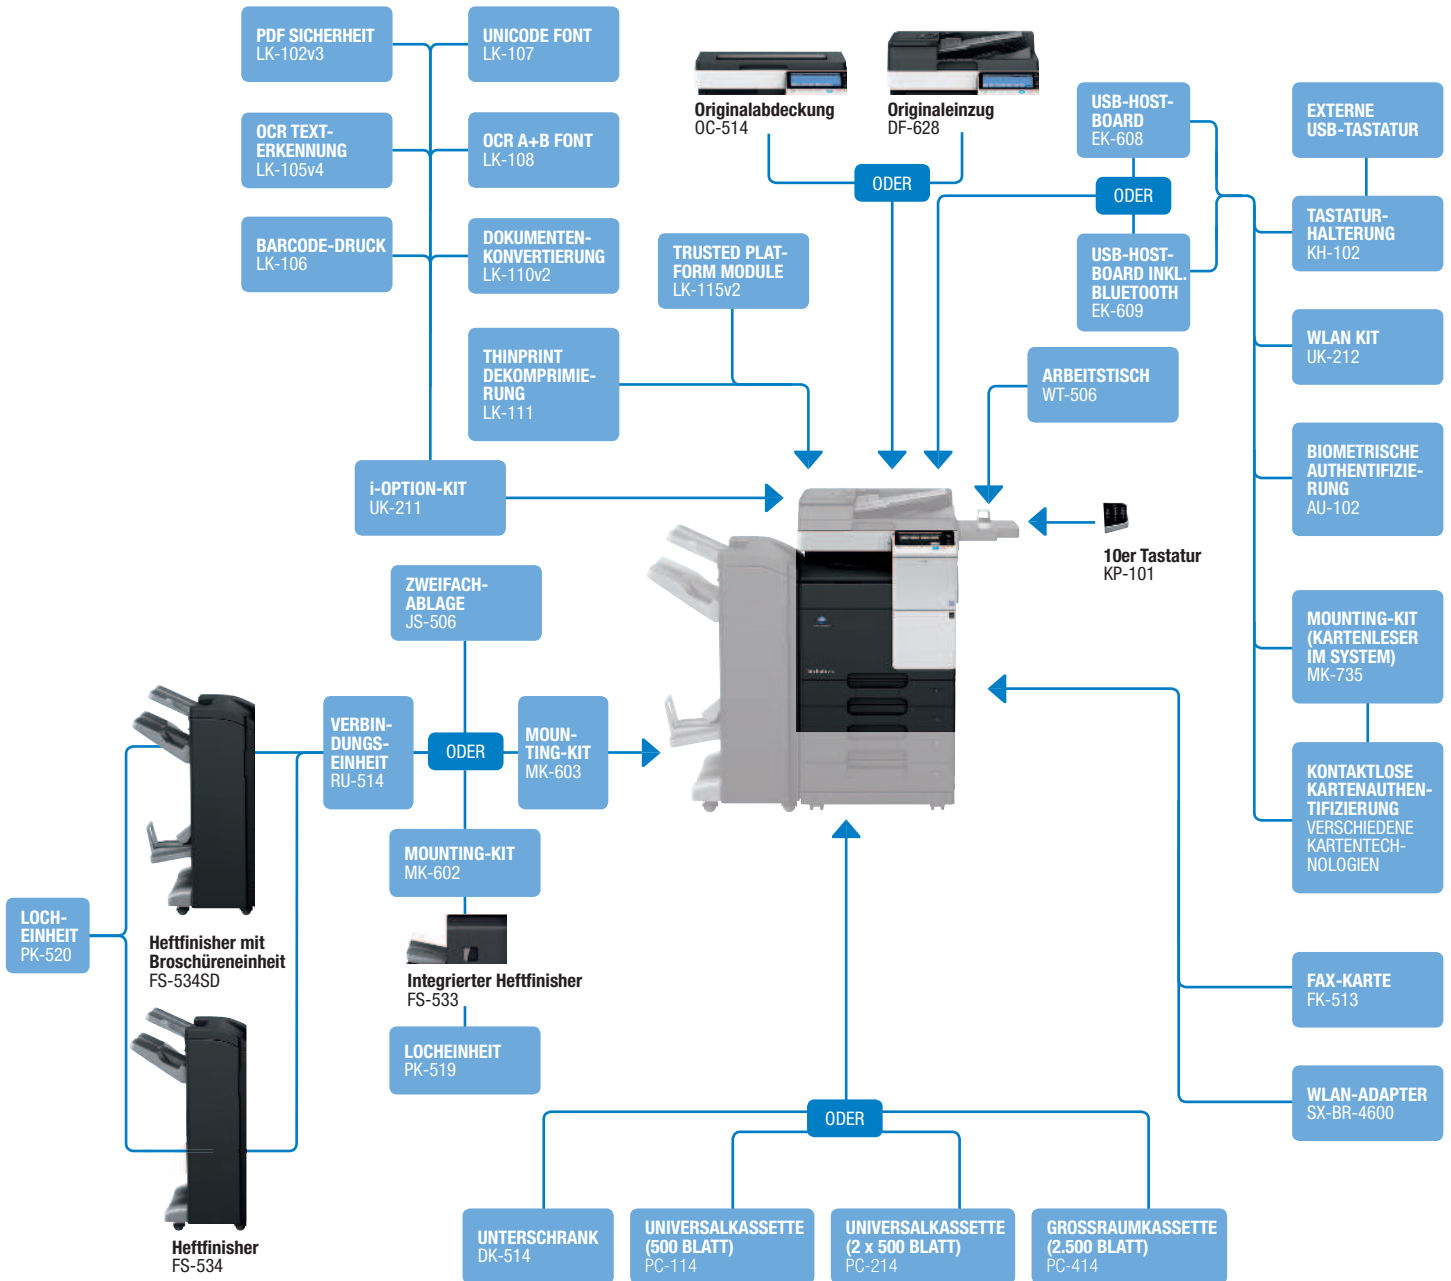 PDF SICHERHEIT
LK-102v3
UNICODE FONT
LK-107
OCR TEXT-
ERKENNUNG
LK-105v4
OCR A+B FONT
LK-108
BARCODE-DRUCK
LK-106
DOKUMENTEN-
KONVERTIERUNG
LK-110v2
THINPRINT
DEKOMPRIMIE-
RUNG
LK-111
i-OPTION-KIT
UK-211
TRUSTED PLAT-
FORM MODULE
LK-115v2
Originalabdeckung
OC-514
Originaleinzug
DF-628
ODER
USB-HOST-
BOARD
EK-608
ODER
USB-HOST-
BOARD INKL.
BLUETOOTH
EK-609
EXTERNE
USB-TASTATUR
TASTATUR-
HALTERUNG
KH-102
WLAN KIT
UK-212
ARBEITSTISCH
WT-506
BIOMETRISCHE
AUTHENTIFIZIE-
RUNG
AU-102
10er Tastatur
KP-101
MOUNTING-KIT
(KARTENLESER
IM SYSTEM)
MK-735
KONTAKTLOSE
KARTENAUTHEN-
TIFIZIERUNG
VERSCHIEDENE
KARTENTECH-
NOLOGIEN
FAX-KARTE
FK-513
WLAN-ADAPTER
SX-BR-4600
ZWEIFACH-
ABLAGE
JS-506
VERBIN-
DUNGS-
EINHEIT
RU-514
ODER
MOUN-
TING-KIT
MK-603
MOUNTING-KIT
MK-602
Integrierter Heftfinisher
FS-533
LOCHEINHEIT
PK-519
LOCH-
EINHEIT
PK-520
Heftfinisher mit
Broschüreneinheit
FS-534SD
Heftfinisher
FS-534
ODER
UNTERSCHRANK
DK-514
UNIVERSALKASSETTE
(500 BLATT)
PC-114
UNIVERSALKASSETTE
(2 x 500 BLATT)
PC-214
GROSSRAUMKASSETTE
(2.500 BLATT)
PC-414